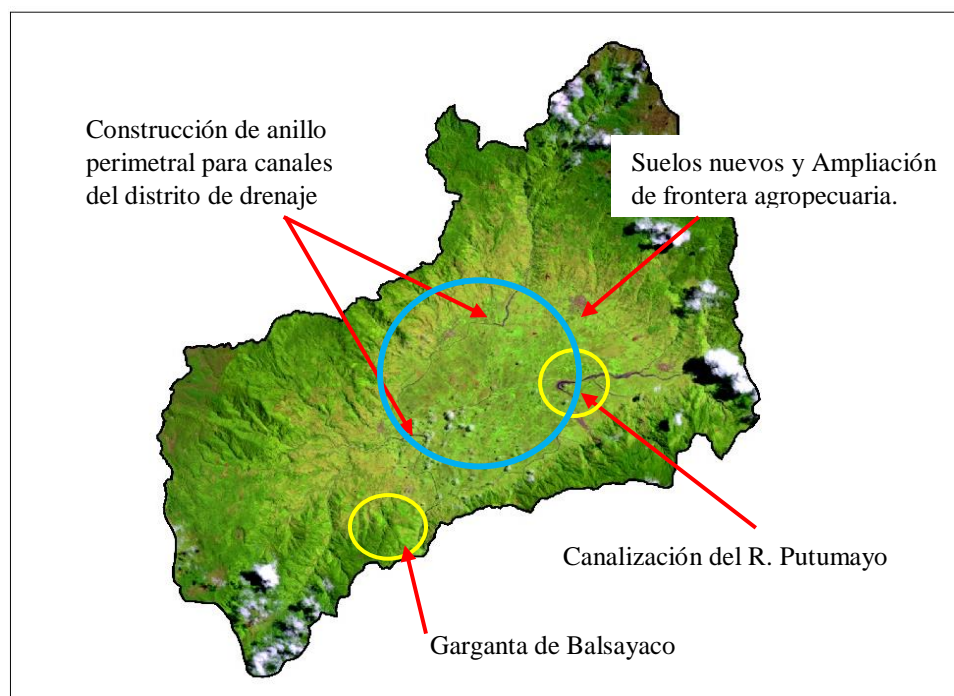 Construcción de anillo
perimetral para canales
del distrito de drenaje
Suelos nuevos y Ampliación
de frontera agropecuaria.
Canalización del R. Putumayo
Garganta de Balsayaco